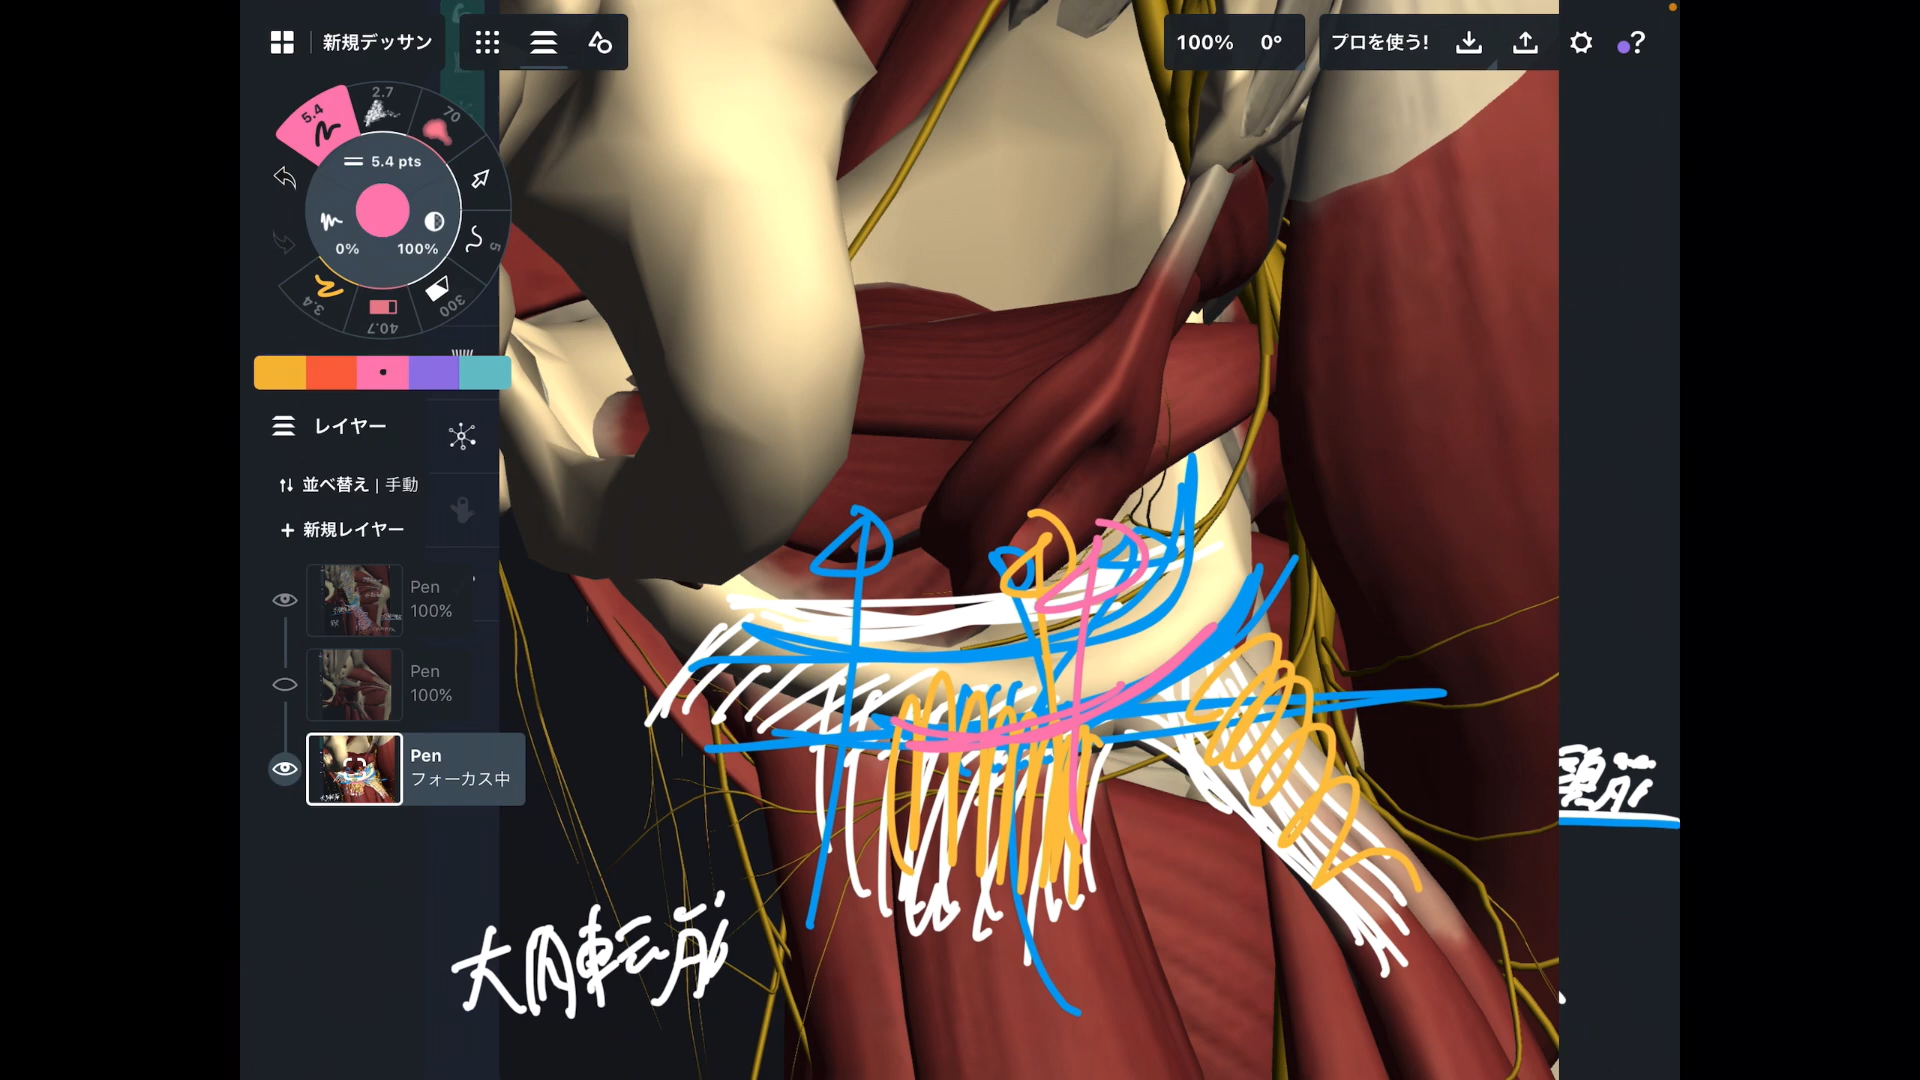 新規デッサン
100% 0°
プロを使う!
?
5.4
2.7
70
5
300
40.7
3.4
5.4 pts
0% 100%
レイヤー
並べ替え | 手動
+ 新規レイヤー
Pen
100%
Pen
100%
Pen
フォーカス中
頭筋
大内転筋